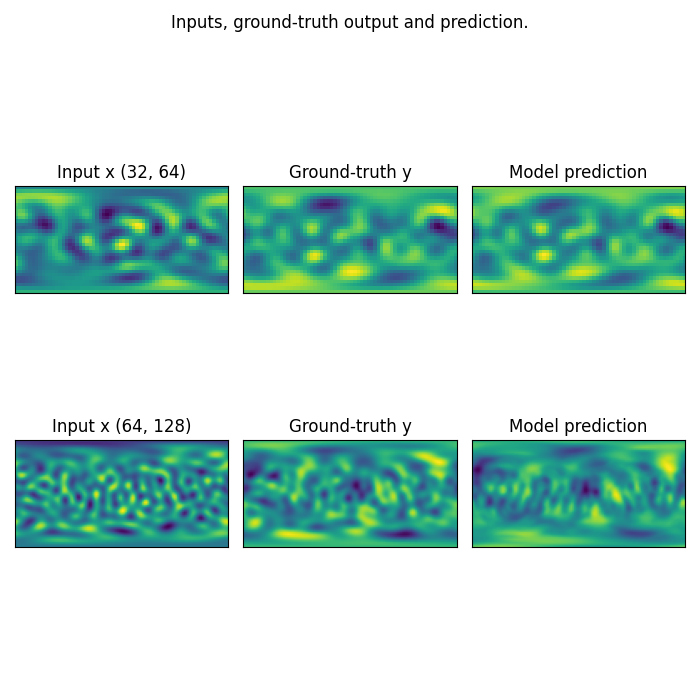 Inputs, ground-truth output and prediction.
Input x (32, 64)
Ground-truth y
Model prediction
Input x (64, 128)
Ground-truth y
Model prediction